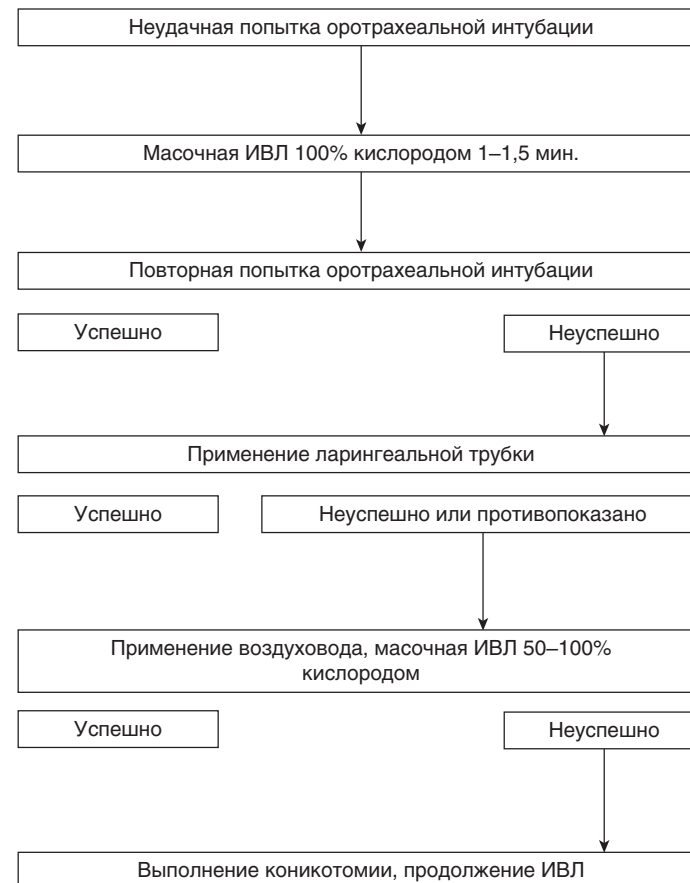 Неудачная попытка оротрахеальной интубации
Масочная ИВЛ 100% кислородом 1–1,5 мин.
Повторная попытка оротрахеальной интубации
Успешно
Неуспешно
Применение ларингеальной трубки
Успешно
Неуспешно или противопоказано
Применение воздуховода, масочная ИВЛ 50–100%
кислородом
Успешно
Неуспешно
Выполнение коникотомии, продолжение ИВЛ